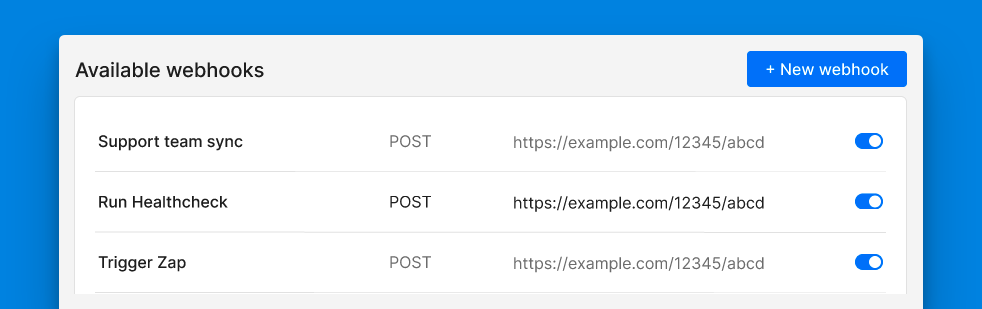 Available webhooks + New webhook
Support team sync POST https://example.com/12345/abcd
Run Healthcheck POST https://example.com/12345/abcd
Trigger Zap POST https://example.com/12345/abcd